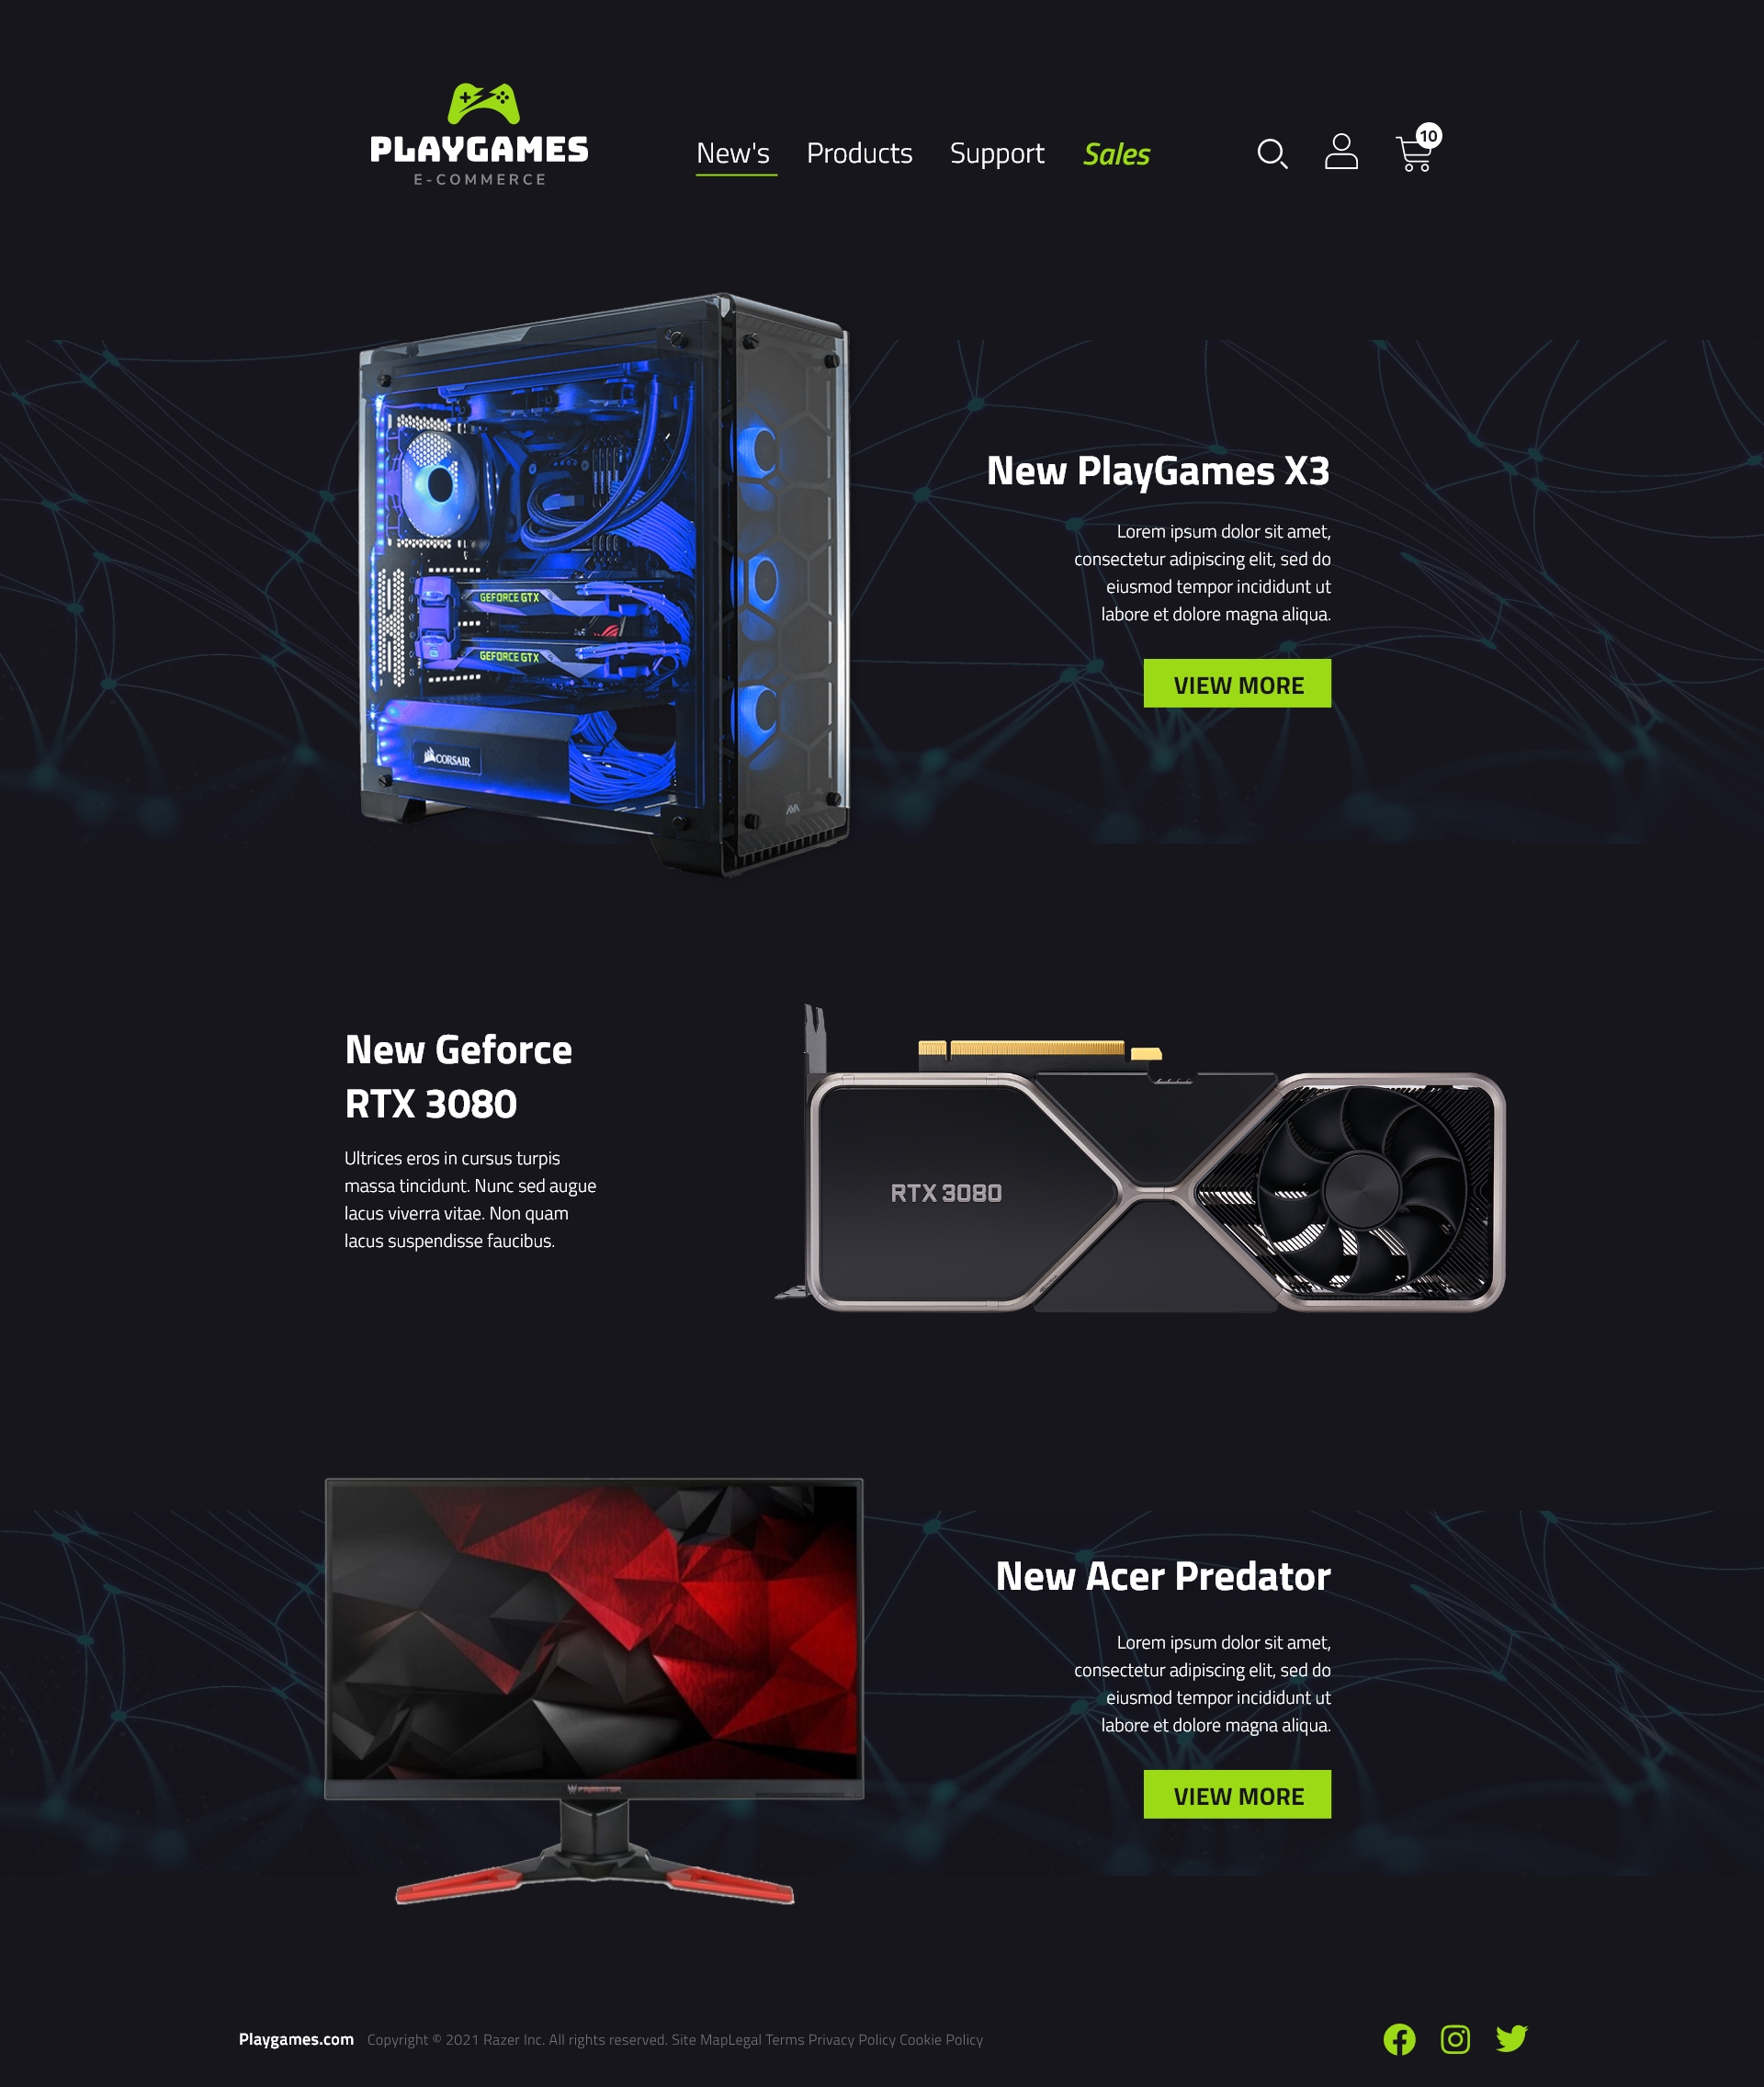 PLAYGAMES
E-COMMERCE
New's Products Support Sales
10
New PlayGames X3
Lorem ipsum dolor sit amet,
consectetur adipiscing elit, sed do
eiusmod tempor incididunt ut
labore et dolore magna aliqua.
VIEW MORE
GEFORCE GTX
GEFORCE GTX
CORSAIR
New Geforce
RTX 3080
Ultrices eros in cursus turpis
massa tincidunt. Nunc sed augue
lacus viverra vitae. Non quam
lacus suspendisse faucibus.
RTX 3080
New Acer Predator
Lorem ipsum dolor sit amet,
consectetur adipiscing elit, sed do
eiusmod tempor incididunt ut
labore et dolore magna aliqua.
VIEW MORE
PREDATOR
Playgames.com Copyright © 2021 Razer Inc. All rights reserved. Site MapLegal Terms Privacy Policy Cookie Policy